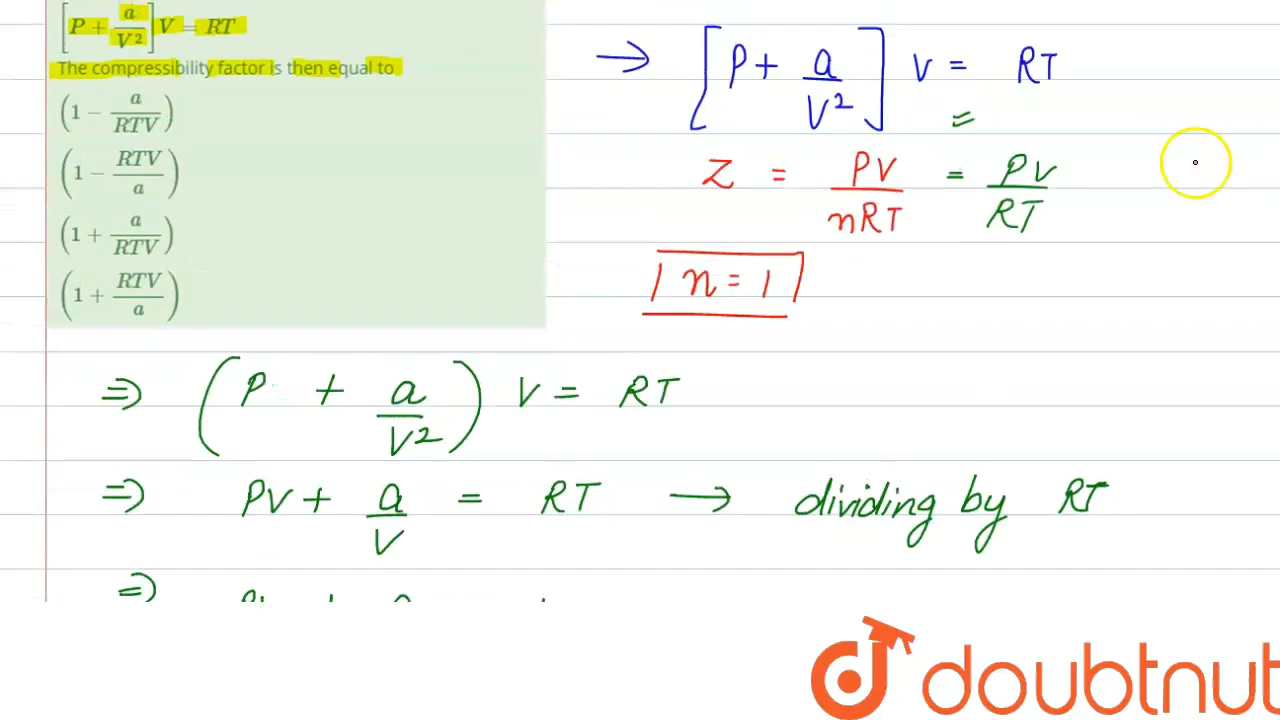 [P + a/V²]V = RT
The compressibility factor is then equal to
(1 − a/RTV)
(1 − RTV/a)
(1 + a/RTV)
(1 + RTV/a)
→ [P + a/V²] V = RT
=
Z = PV/nRT = PV/RT
n = 1
⇒ (P + a/V²) V = RT
⇒ PV + a/V = RT → dividing by RT
⇒
doubtnut